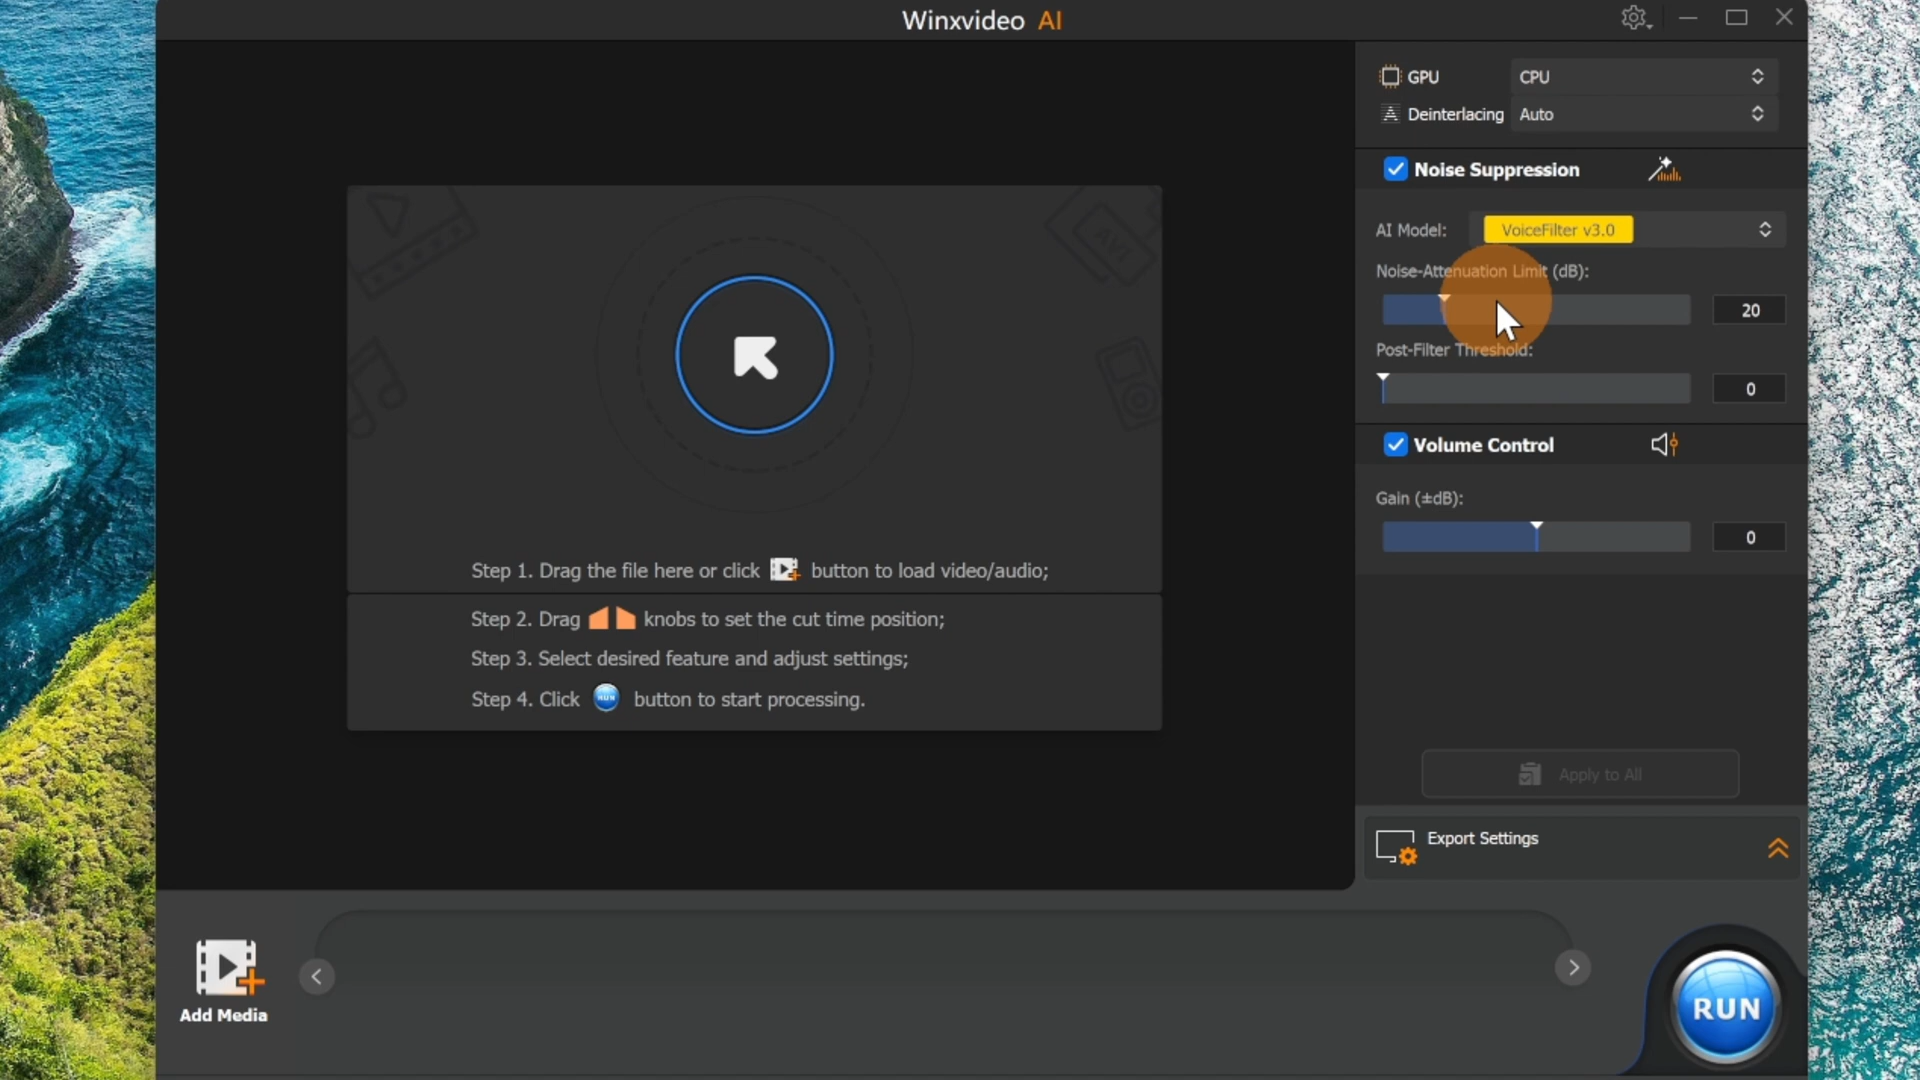 Winxvideo AI
GPU CPU
Deinterlacing Auto
Noise Suppression
AI Model: VoiceFilter v3.0
Noise-Attenuation Limit (dB):
20
Post-Filter Threshold:
0
Volume Control
Gain (±dB):
0
AVI
Step 1. Drag the file here or click button to load video/audio;
Step 2. Drag knobs to set the cut time position;
Step 3. Select desired feature and adjust settings;
Step 4. Click RUN button to start processing.
Apply to All
Export Settings
Add Media
RUN